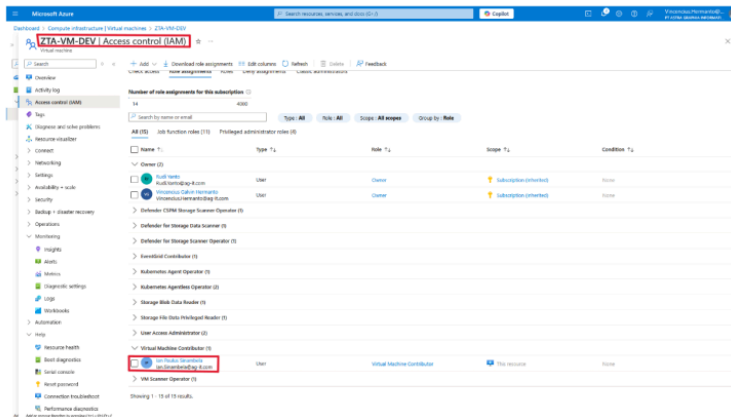 Microsoft Azure
Search resources, services, and docs (G+/)
Copilot
Dashboard > Compute infrastructure | Virtual machines > ZTA-VM-DEV
ZTA-VM-DEV | Access control (IAM)
Virtual machine
Search
Add
Download role assignments
Edit columns
Refresh
Delete
Feedback
Check access
Role assignments
Roles
Deny assignments
Classic administrators
Overview
Activity log
Access control (IAM)
Tags
Diagnose and solve problems
Resource visualizer
Connect
Networking
Settings
Availability + scale
Security
Backup + disaster recovery
Operations
Monitoring
Insights
Alerts
Metrics
Diagnostic settings
Logs
Workbooks
Automation
Help
Resource health
Boot diagnostics
Serial console
Reset password
Connection troubleshoot
Performance diagnostics
Number of role assignments for this subscription
54 4000
Search by name or email
Type : All
Role : All
Scope : All scopes
Group by : Role
All (15)
Job function roles (11)
Privileged administrator roles (4)
Name
Type
Role
Scope
Condition
Owner (2)
User
Owner
Subscription (Inherited)
None
Vincensius Calvin Hermanto
User
Owner
Subscription (Inherited)
None
Defender CSPM Storage Scanner Operator (1)
Defender for Storage Data Scanner (1)
Defender for Storage Scanner Operator (1)
EventGrid Contributor (1)
Kubernetes Agent Operator (1)
Kubernetes Agentless Operator (2)
Storage Blob Data Reader (1)
Storage File Data Privileged Reader (1)
User Access Administrator (2)
Virtual Machine Contributor (1)
User
Virtual Machine Contributor
This resource
None
VM Scanner Operator (1)
Showing 1 - 15 of 15 results.